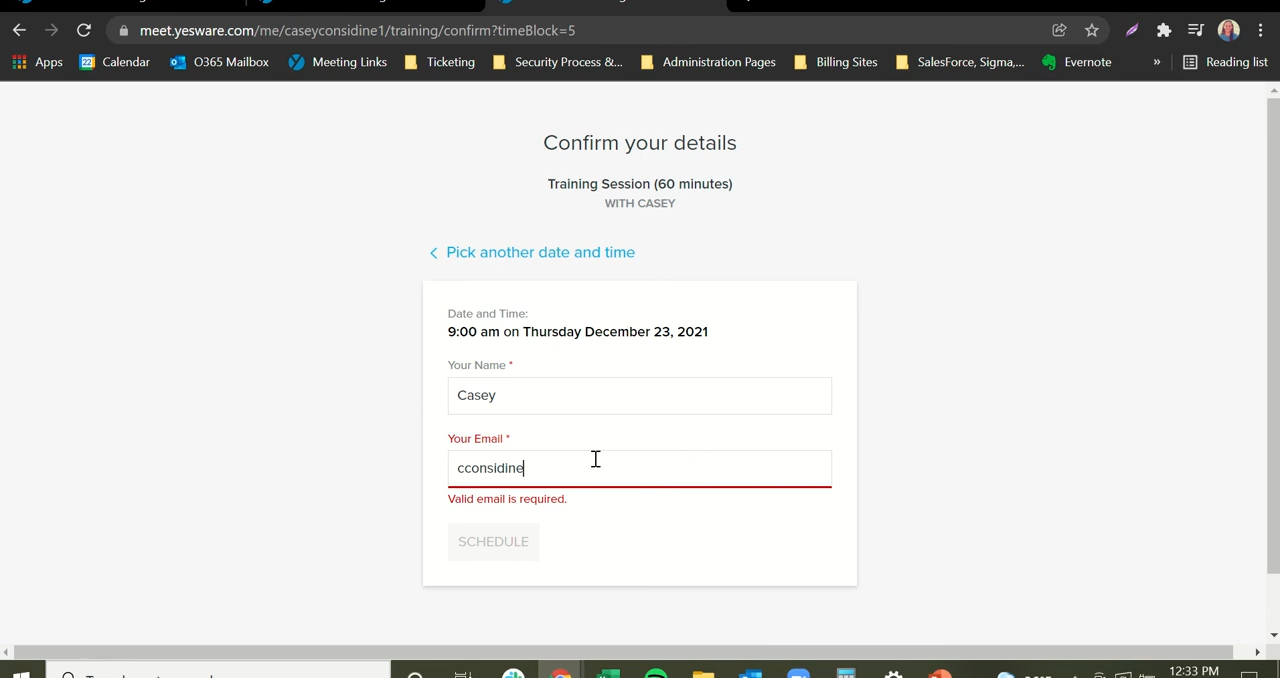 meet.yesware.com/me/caseyconsidine1/training/confirm?timeBlock=5
Apps Calendar O365 Mailbox Meeting Links Ticketing Security Process &... Administration Pages Billing Sites SalesForce, Sigma,... Evernote » Reading list
Confirm your details
Training Session (60 minutes)
WITH CASEY
Pick another date and time
Date and Time:
9:00 am on Thursday December 23, 2021
Your Name *
Casey
Your Email *
cconsidine
Valid email is required.
SCHEDULE
12:33 PM